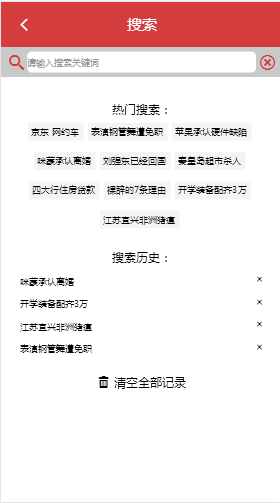 搜索
请输入搜索关键词
热门搜索：
京东 网约车 表演钢管舞遭免职 苹果承认硬件缺陷
咪蒙承认离婚 刘强东已经回国 秦皇岛超市杀人
四大行住房贷款 裸辞的7条理由 开学装备配齐3万
江苏宜兴非洲猪瘟
搜索历史：
咪蒙承认离婚 ×
开学装备配齐3万 ×
江苏宜兴非洲猪瘟 ×
表演钢管舞遭免职 ×
清空全部记录